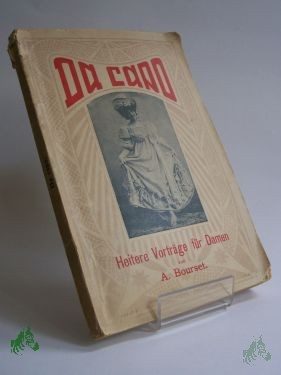 Da capo
Heitere Vorträge für Damen
von
A. Bourset.